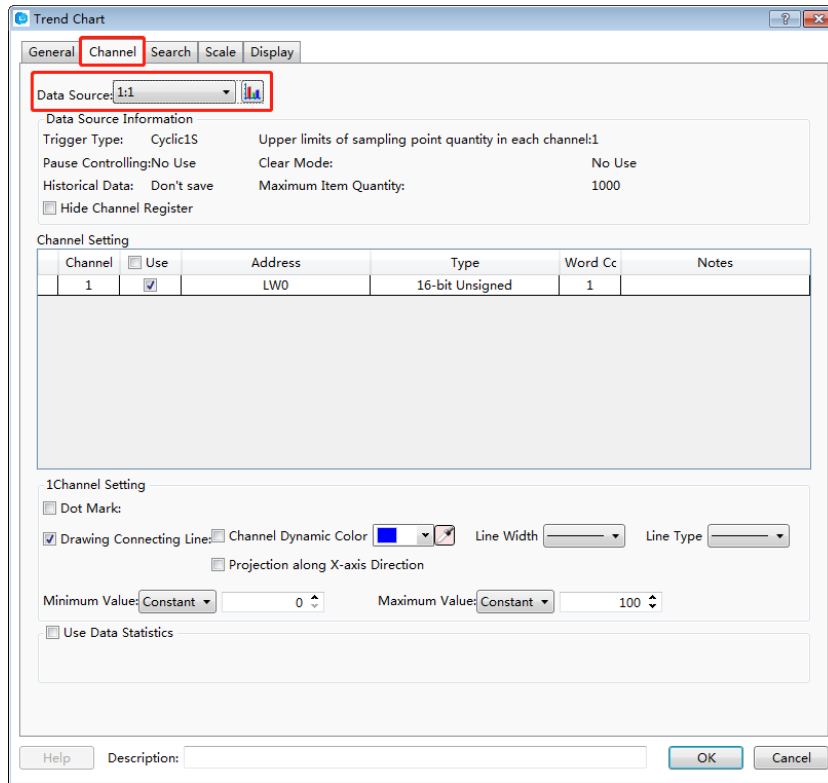 Trend Chart
General Channel Search Scale Display
Data Source: 1:1
Data Source Information
Trigger Type: Cyclic1S Upper limits of sampling point quantity in each channel:1
Pause Controlling:No Use Clear Mode: No Use
Historical Data: Don't save Maximum Item Quantity: 1000
Hide Channel Register
Channel Setting
Channel Use Address Type Word Cc Notes
1 LW0 16-bit Unsigned 1
1Channel Setting
Dot Mark:
Drawing Connecting Line: Channel Dynamic Color Line Width Line Type
Projection along X-axis Direction
Minimum Value: Constant 0 Maximum Value: Constant 100
Use Data Statistics
Help Description: OK Cancel